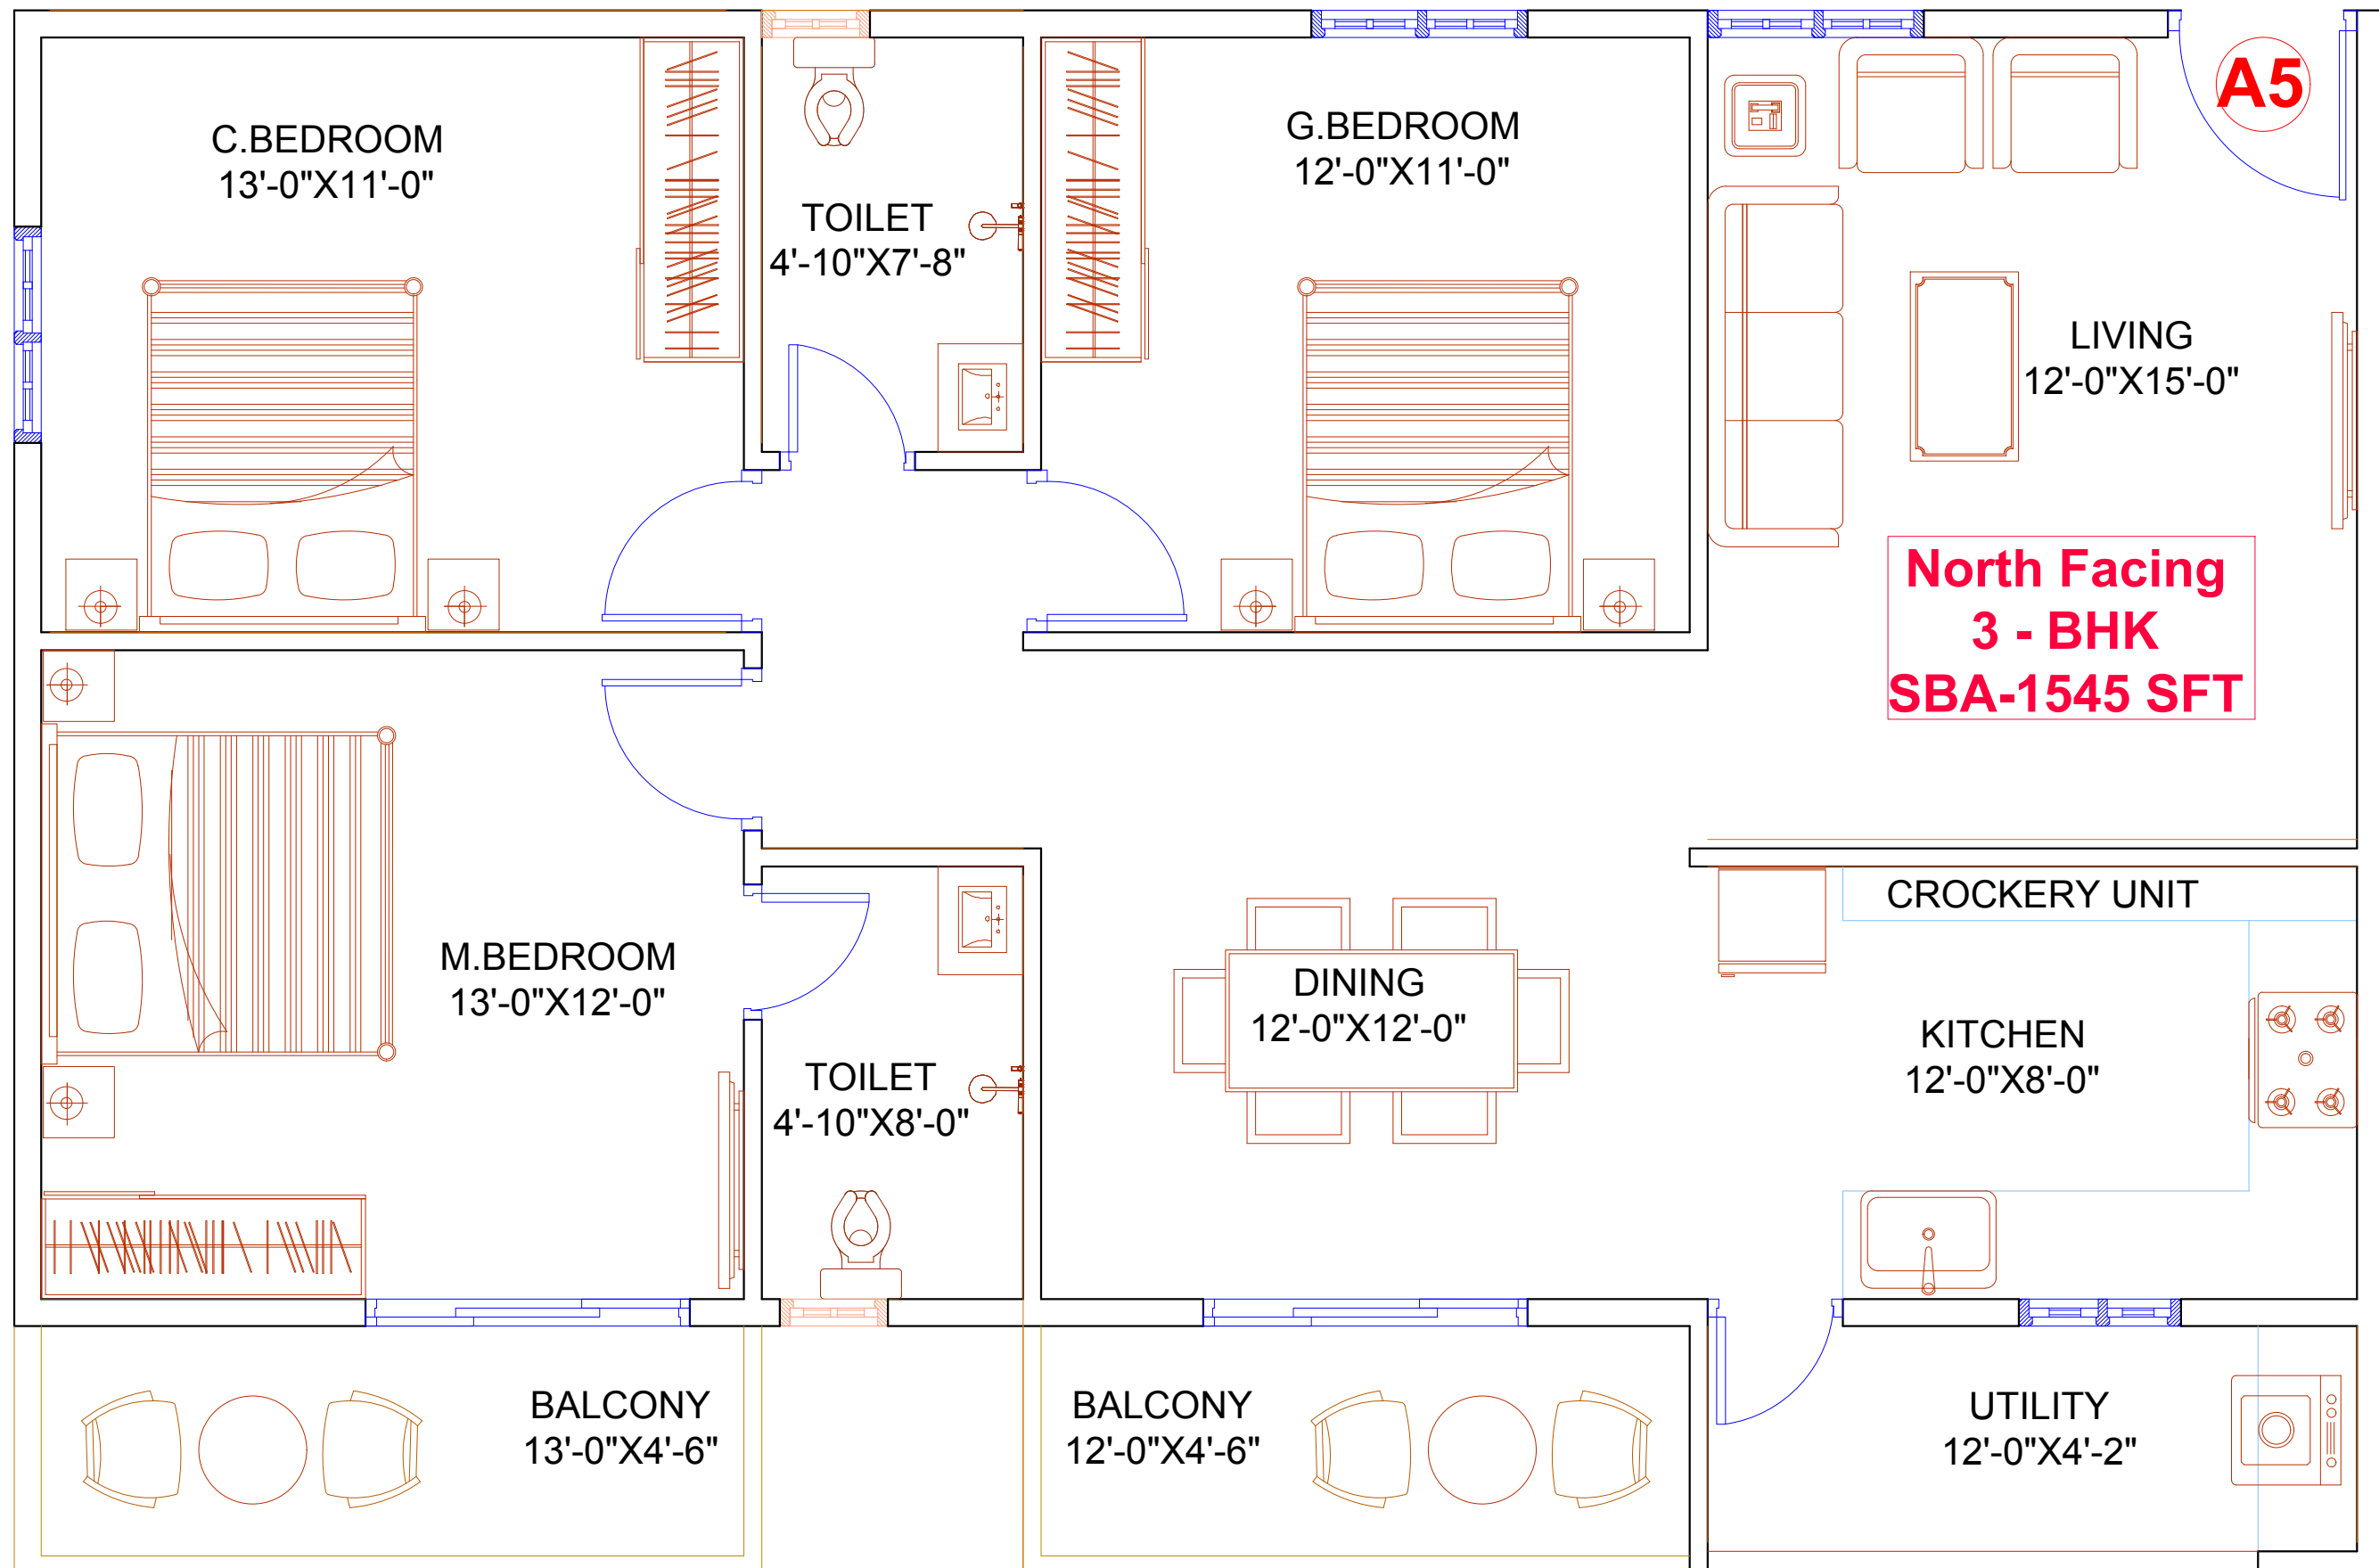 A5
C.BEDROOM
13'-0"X11'-0"
TOILET
4'-10"X7'-8"
G.BEDROOM
12'-0"X11'-0"
LIVING
12'-0"X15'-0"
North Facing
3 - BHK
SBA-1545 SFT
M.BEDROOM
13'-0"X12'-0"
TOILET
4'-10"X8'-0"
DINING
12'-0"X12'-0"
CROCKERY UNIT
KITCHEN
12'-0"X8'-0"
BALCONY
13'-0"X4'-6"
BALCONY
12'-0"X4'-6"
UTILITY
12'-0"X4'-2"